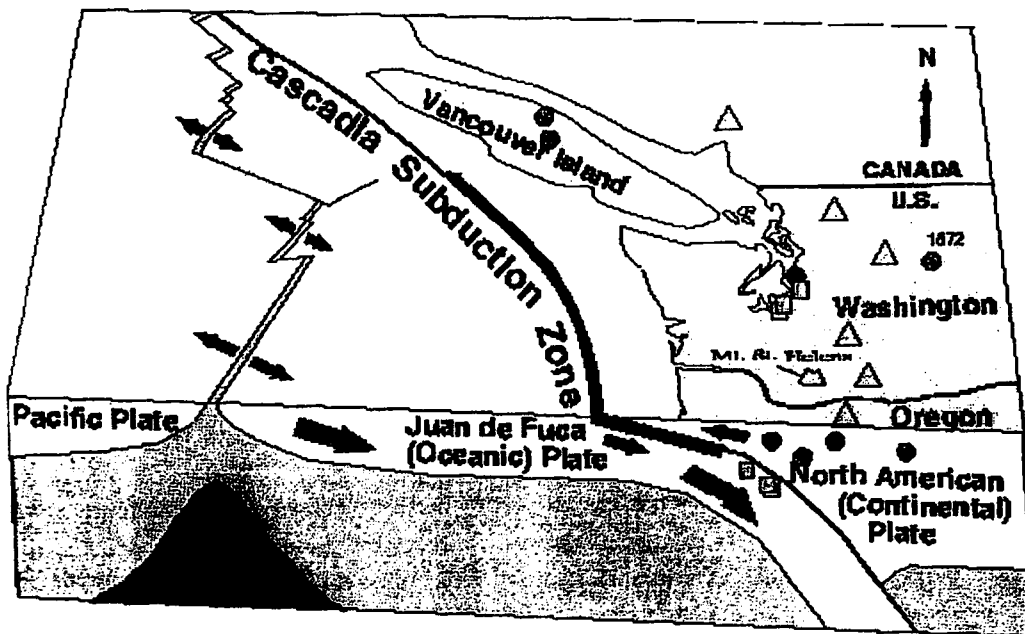 Cascadia Subduction Zone
Vancouver Island
N
CANADA
U.S.
1872
Washington
Mt. St. Helens
Oregon
Pacific Plate
Juan de Fuca
(Oceanic) Plate
North American
(Continental)
Plate